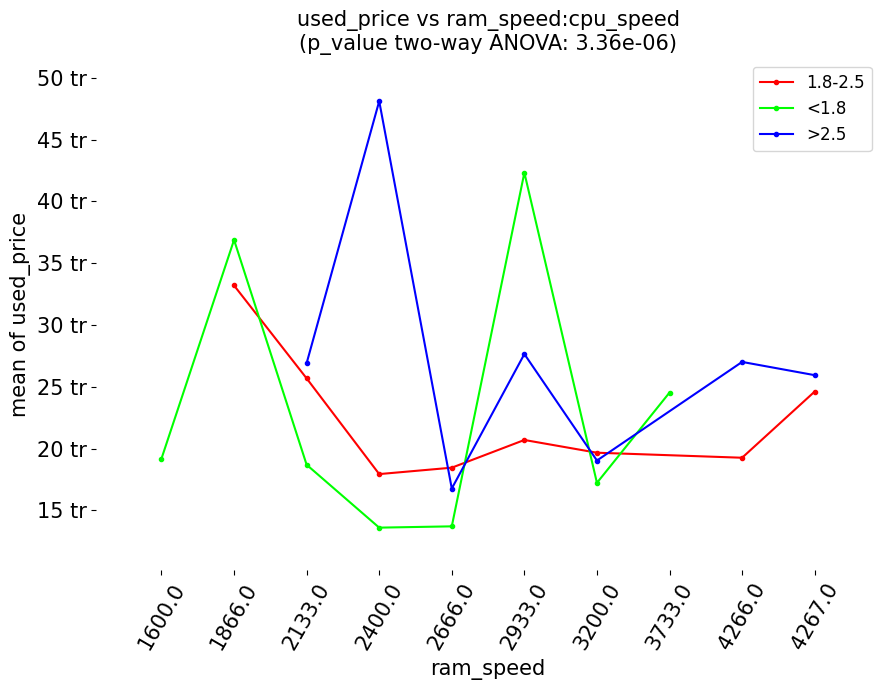 used_price vs ram_speed:cpu_speed
(p_value two-way ANOVA: 3.36e-06)
1.8-2.5
<1.8
>2.5
50 tr
45 tr
40 tr
35 tr
30 tr
25 tr
20 tr
15 tr
mean of used_price
1600.0
1866.0
2133.0
2400.0
2666.0
2933.0
3200.0
3733.0
4266.0
4267.0
ram_speed